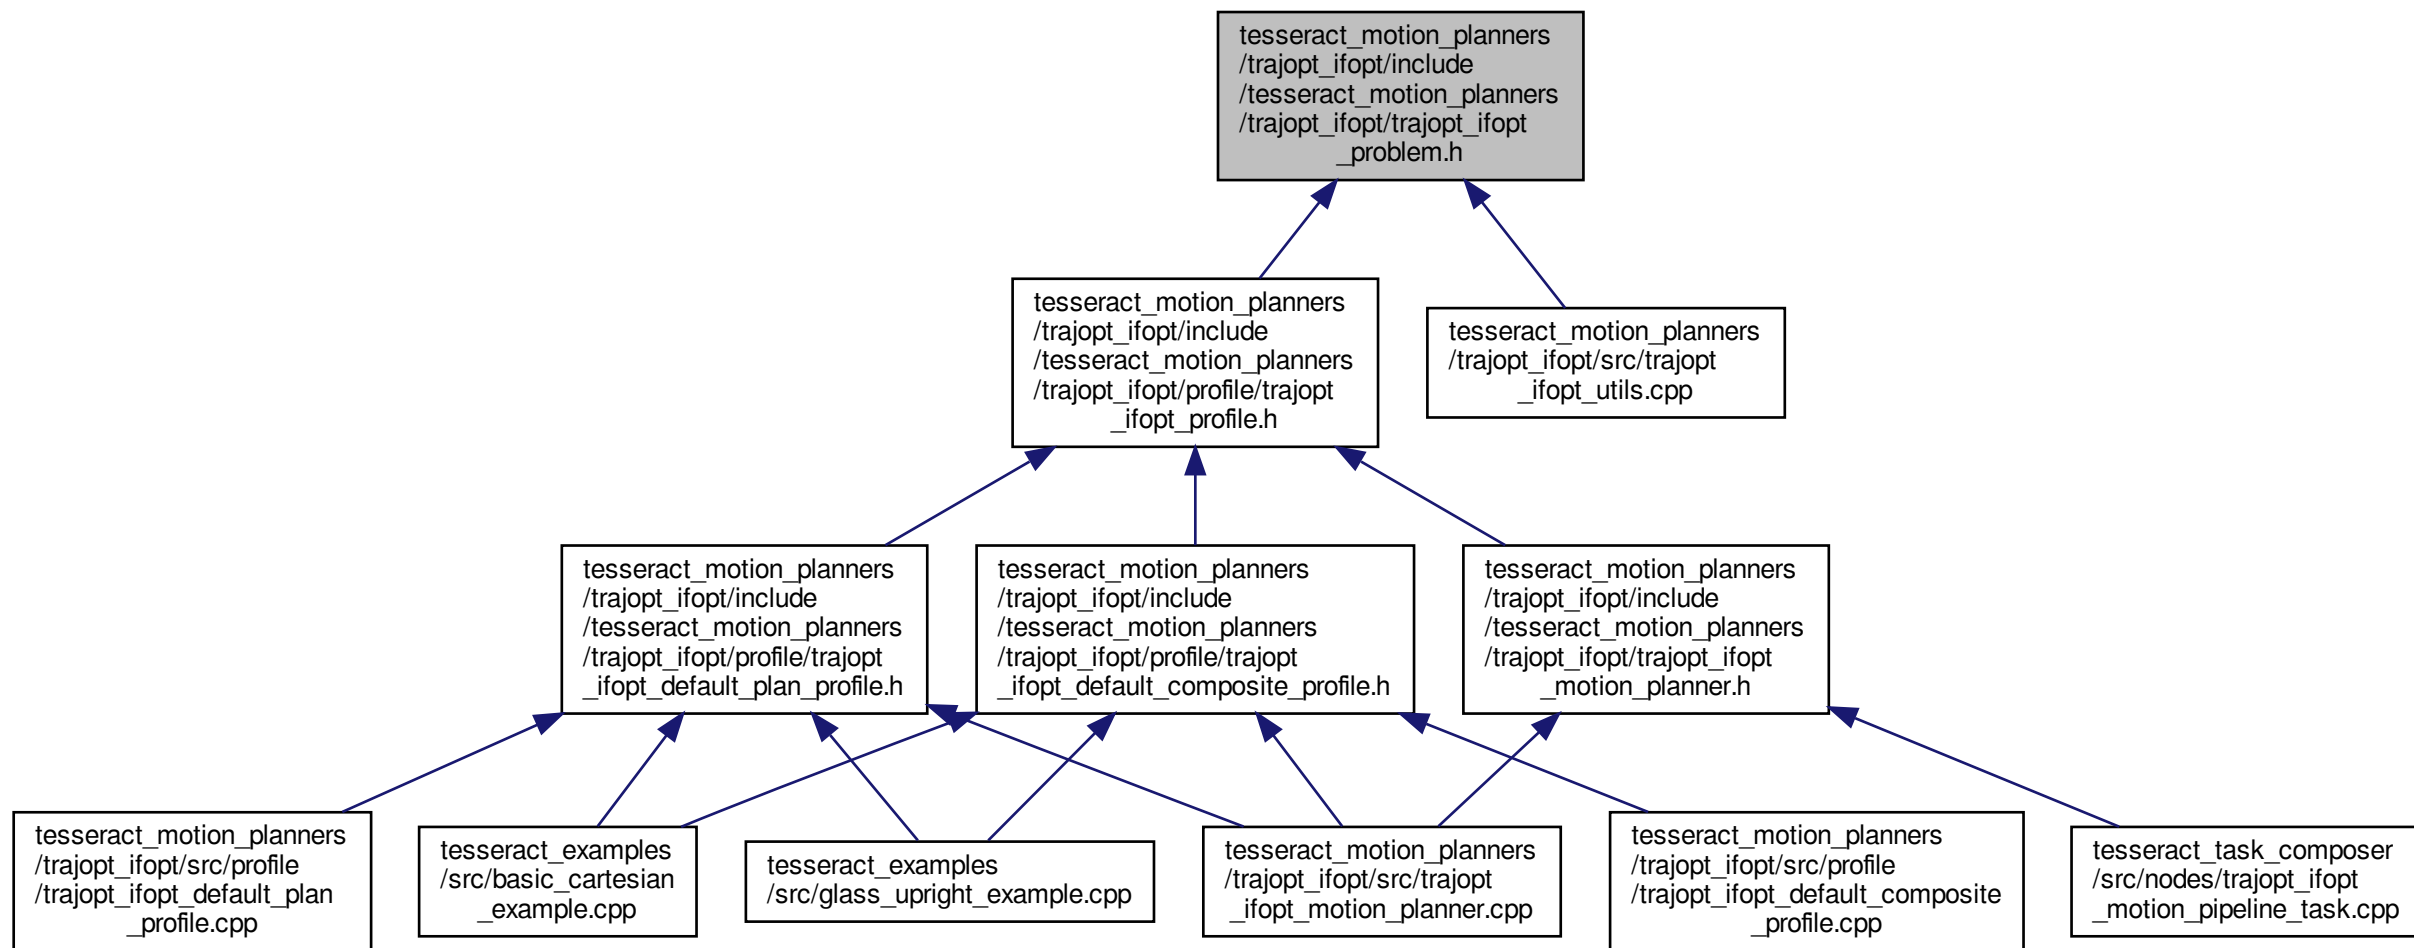 tesseract_motion_planners
/trajopt_ifopt/include
/tesseract_motion_planners
/trajopt_ifopt/trajopt_ifopt
_problem.h
tesseract_motion_planners
/trajopt_ifopt/include
/tesseract_motion_planners
/trajopt_ifopt/profile/trajopt
_ifopt_profile.h
tesseract_motion_planners
/trajopt_ifopt/src/trajopt
_ifopt_utils.cpp
tesseract_motion_planners
/trajopt_ifopt/include
/tesseract_motion_planners
/trajopt_ifopt/profile/trajopt
_ifopt_default_plan_profile.h
tesseract_motion_planners
/trajopt_ifopt/include
/tesseract_motion_planners
/trajopt_ifopt/profile/trajopt
_ifopt_default_composite_profile.h
tesseract_motion_planners
/trajopt_ifopt/include
/tesseract_motion_planners
/trajopt_ifopt/trajopt_ifopt
_motion_planner.h
tesseract_motion_planners
/trajopt_ifopt/src/profile
/trajopt_ifopt_default_plan
_profile.cpp
tesseract_examples
/src/basic_cartesian
_example.cpp
tesseract_examples
/src/glass_upright_example.cpp
tesseract_motion_planners
/trajopt_ifopt/src/trajopt
_ifopt_motion_planner.cpp
tesseract_motion_planners
/trajopt_ifopt/src/profile
/trajopt_ifopt_default_composite
_profile.cpp
tesseract_task_composer
/src/nodes/trajopt_ifopt
_motion_pipeline_task.cpp